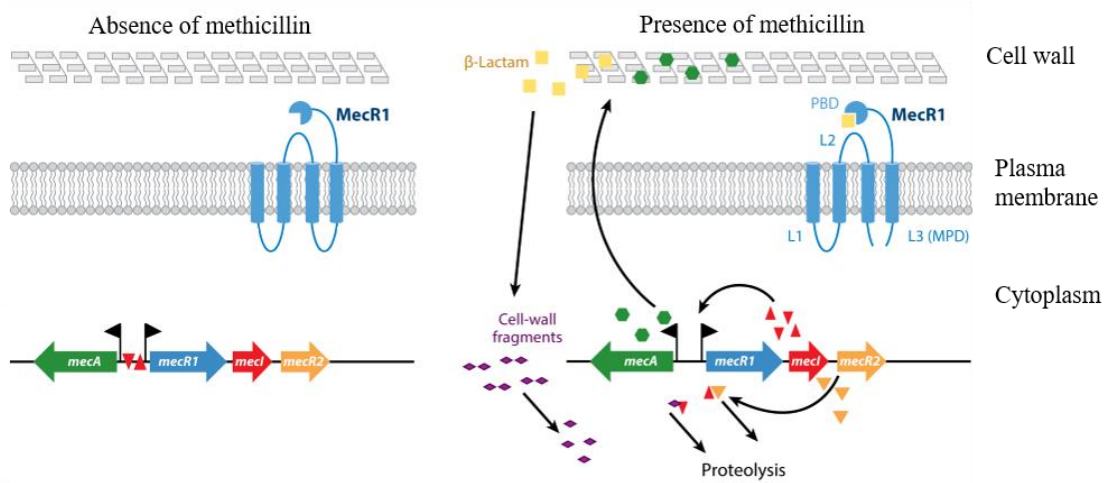 Absence of methicillin
Presence of methicillin
Cell wall
β-Lactam
MecR1
PBD
MecR1
L2
Plasma
membrane
L1
L3 (MPD)
Cytoplasm
Cell-wall
fragments
mecA
mecR1
mecI
mecR2
mecA
mecR1
mecI
mecR2
Proteolysis